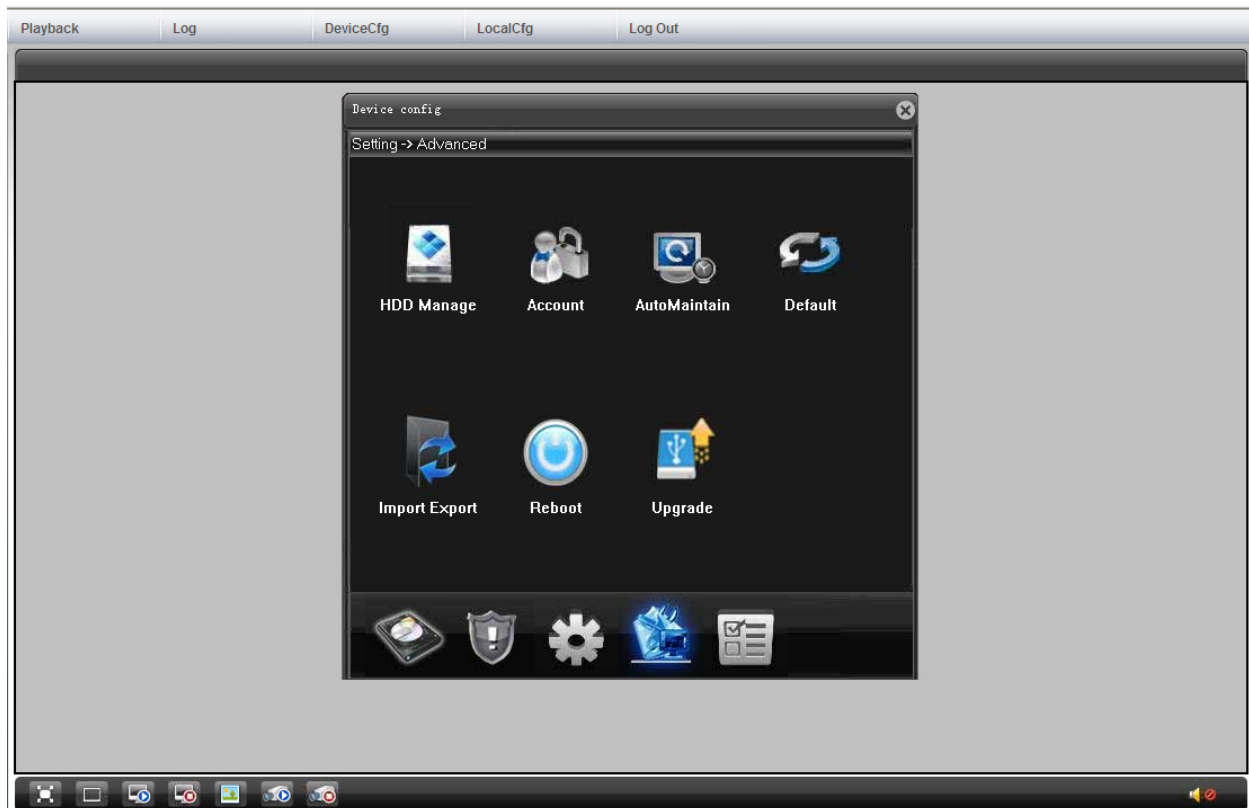 Playback Log DeviceCfg LocalCfg Log Out
Device config
Setting -> Advanced
HDD Manage Account AutoMaintain Default
Import Export Reboot Upgrade